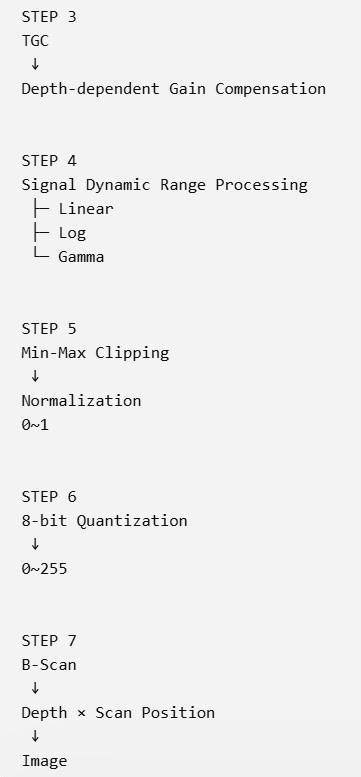 STEP 3
TGC
↓
Depth-dependent Gain Compensation
STEP 4
Signal Dynamic Range Processing
├─ Linear
├─ Log
└─ Gamma
STEP 5
Min-Max Clipping
↓
Normalization
0~1
STEP 6
8-bit Quantization
↓
0~255
STEP 7
B-Scan
↓
Depth × Scan Position
↓
Image